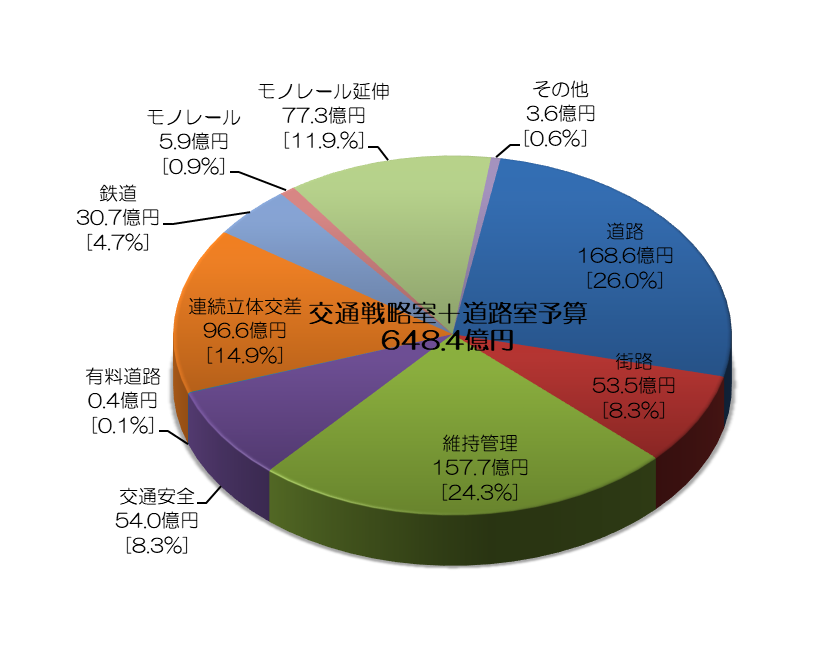 モノレール延伸
77.3億円
[11.9.%]
その他
3.6億円
[0.6%]
モノレール
5.9億円
[0.9%]
鉄道
30.7億円
[4.7%]
道路
168.6億円
[26.0%]
連続立体交差
96.6億円
[14.9%]
交通戦略室＋道路室予算
648.4億円
街路
53.5億円
[8.3%]
有料道路
0.4億円
[0.1%]
維持管理
157.7億円
[24.3%]
交通安全
54.0億円
[8.3%]